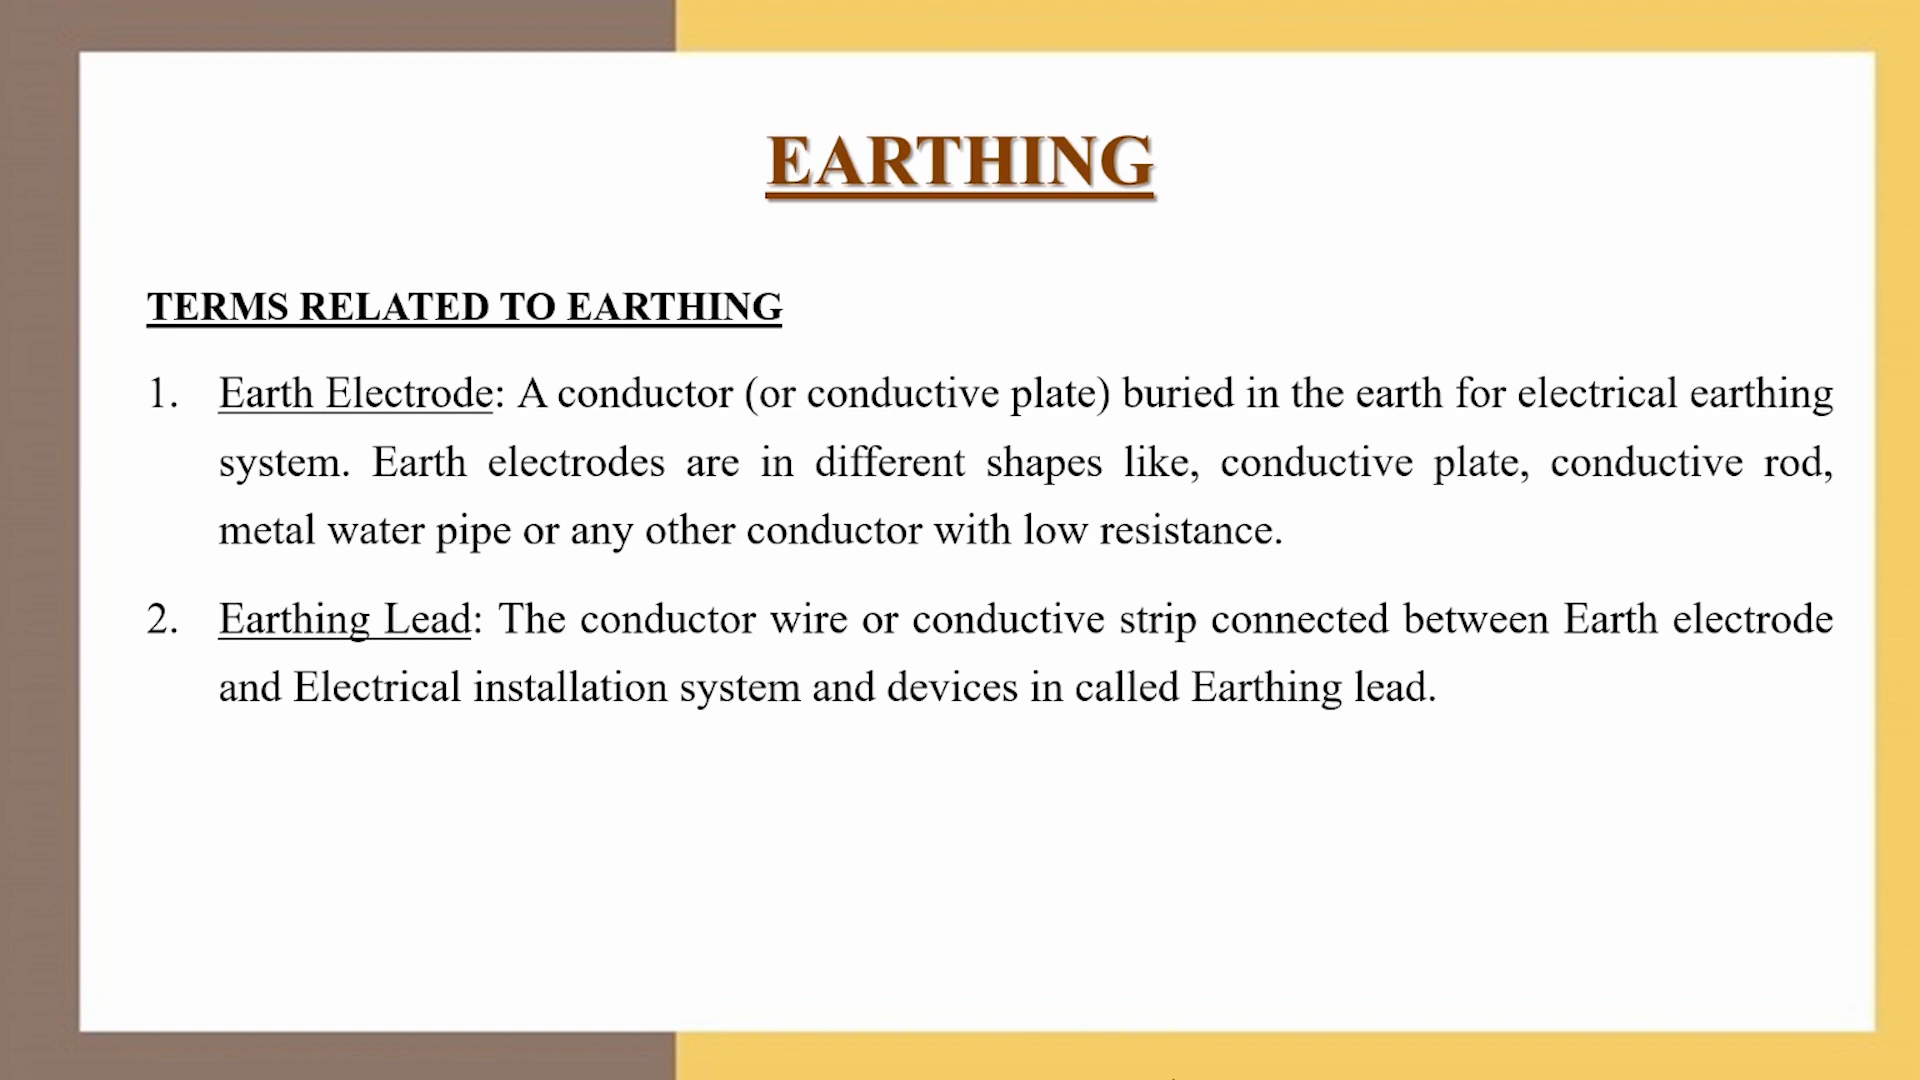 EARTHING
TERMS RELATED TO EARTHING
1. Earth Electrode: A conductor (or conductive plate) buried in the earth for electrical earthing
system. Earth electrodes are in different shapes like, conductive plate, conductive rod,
metal water pipe or any other conductor with low resistance.
2. Earthing Lead: The conductor wire or conductive strip connected between Earth electrode
and Electrical installation system and devices in called Earthing lead.